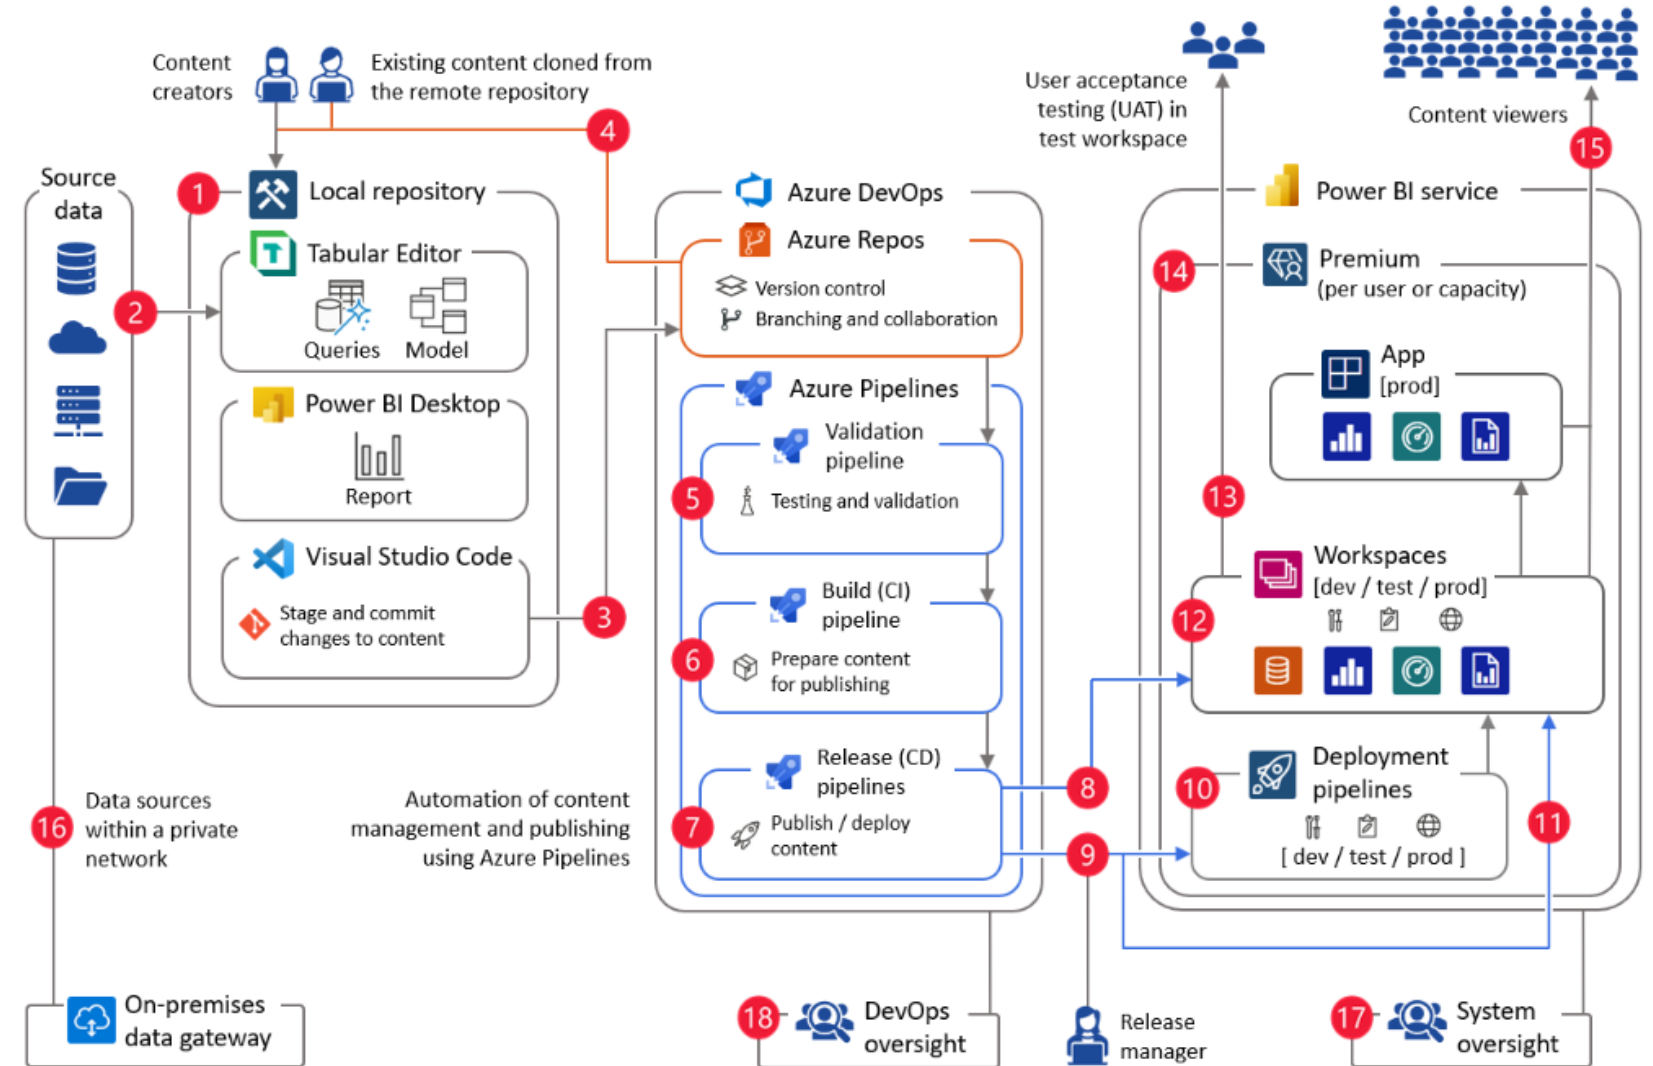 Content
creators
Existing content cloned from
the remote repository
4
User acceptance
testing (UAT) in
test workspace
Content viewers
15
Source
data
1
Local repository
Tabular Editor
Queries
Model
2
Power BI Desktop
Report
Visual Studio Code
Stage and commit
changes to content
3
Azure DevOps
Azure Repos
Version control
Branching and collaboration
Azure Pipelines
Validation
pipeline
5
Testing and validation
Build (CI)
pipeline
6
Prepare content
for publishing
Release (CD)
pipelines
7
Publish / deploy
content
8
9
Power BI service
14
Premium
(per user or capacity)
App
[prod]
13
Workspaces
[dev / test / prod]
12
Deployment
pipelines
10
[ dev / test / prod ]
11
16
Data sources
within a private
network
Automation of content
management and publishing
using Azure Pipelines
On-premises
data gateway
18
DevOps
oversight
Release
manager
17
System
oversight